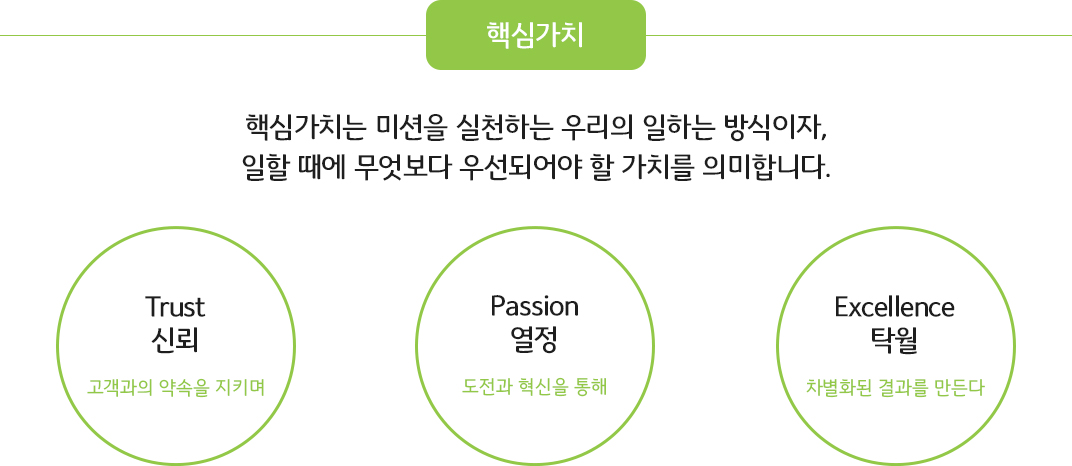 핵심가치
핵심가치는 미션을 실천하는 우리의 일하는 방식이자,
일할 때에 무엇보다 우선되어야 할 가치를 의미합니다.
Trust
신뢰
고객과의 약속을 지키며
Passion
열정
도전과 혁신을 통해
Excellence
탁월
차별화된 결과를 만든다